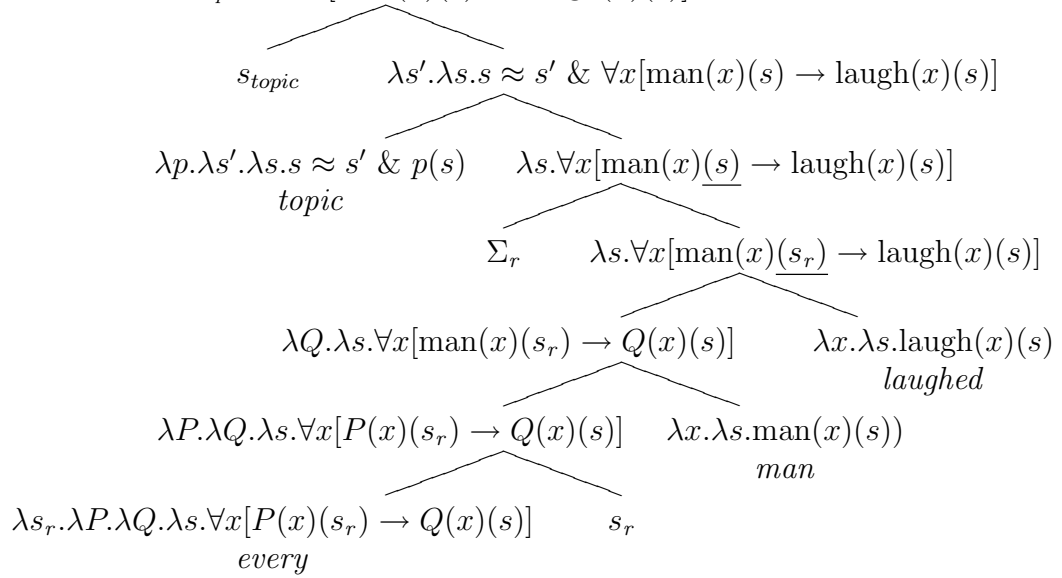 s_topic λs′.λs.s ≈ s′ & ∀x[man(x)(s) → laugh(x)(s)]
λp.λs′.λs.s ≈ s′ & p(s) λs.∀x[man(x)(s) → laugh(x)(s)]
topic
Σ_r λs.∀x[man(x)(s_r) → laugh(x)(s)]
λQ.λs.∀x[man(x)(s_r) → Q(x)(s)] λx.λs.laugh(x)(s)
laughed
λP.λQ.λs.∀x[P(x)(s_r) → Q(x)(s)] λx.λs.man(x)(s))
man
λs_r.λP.λQ.λs.∀x[P(x)(s_r) → Q(x)(s)] s_r
every